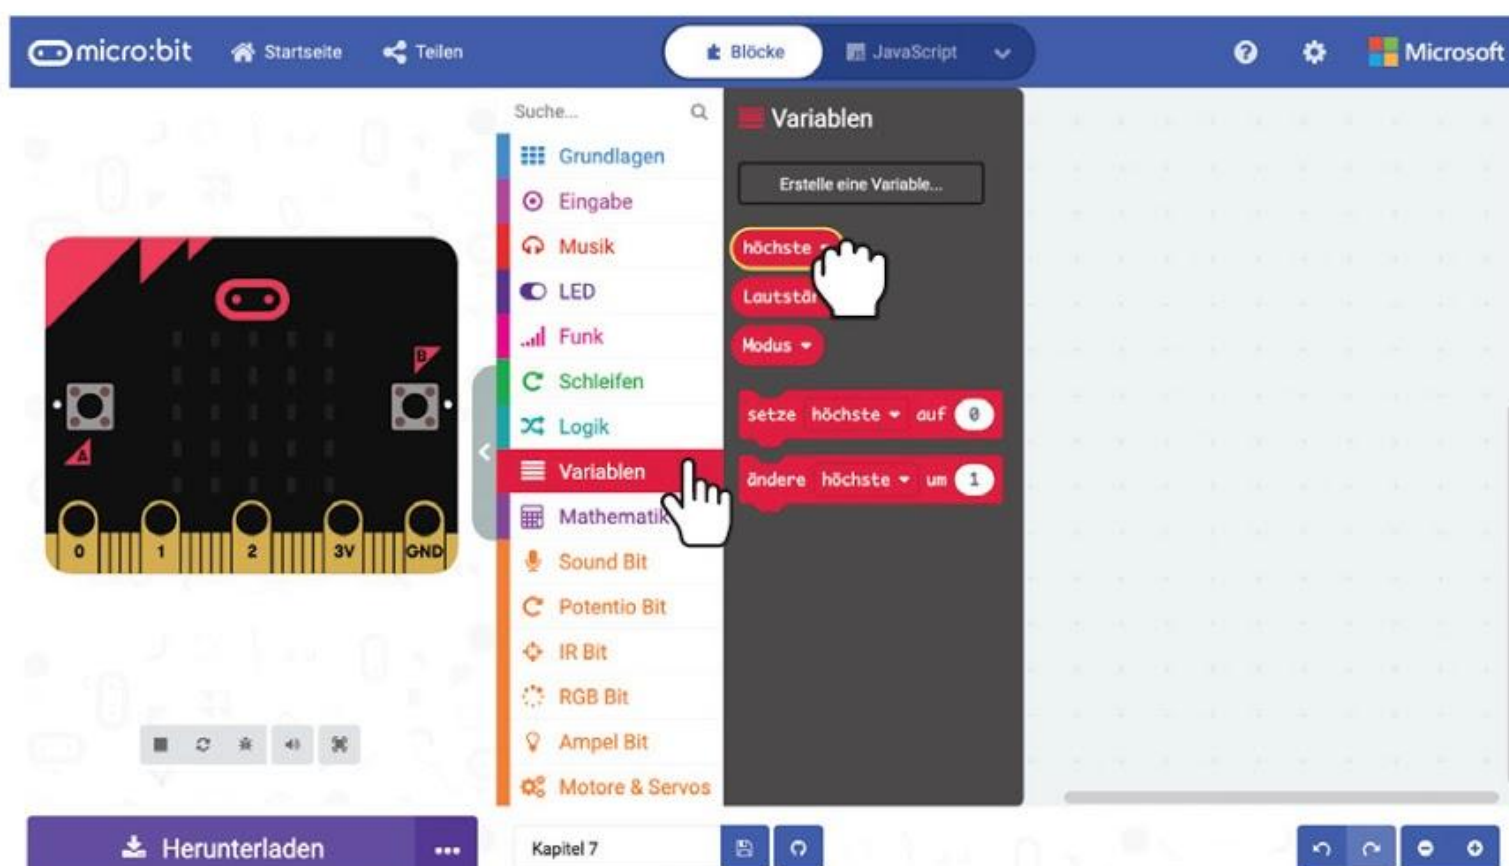 micro:bit Startseite Teilen Blöcke JavaScript Microsoft
Suche...
Grundlagen
Eingabe
Musik
LED
Funk
Schleifen
Logik
Variablen
Mathematik
Sound Bit
Potentio Bit
IR Bit
RGB Bit
Ampel Bit
Motore & Servos
Variablen
Erstelle eine Variable...
höchste
Modus
setze höchste auf 0
ändere höchste um 1
B
A
0 1 2 3V GND
Herunterladen
Kapitel 7